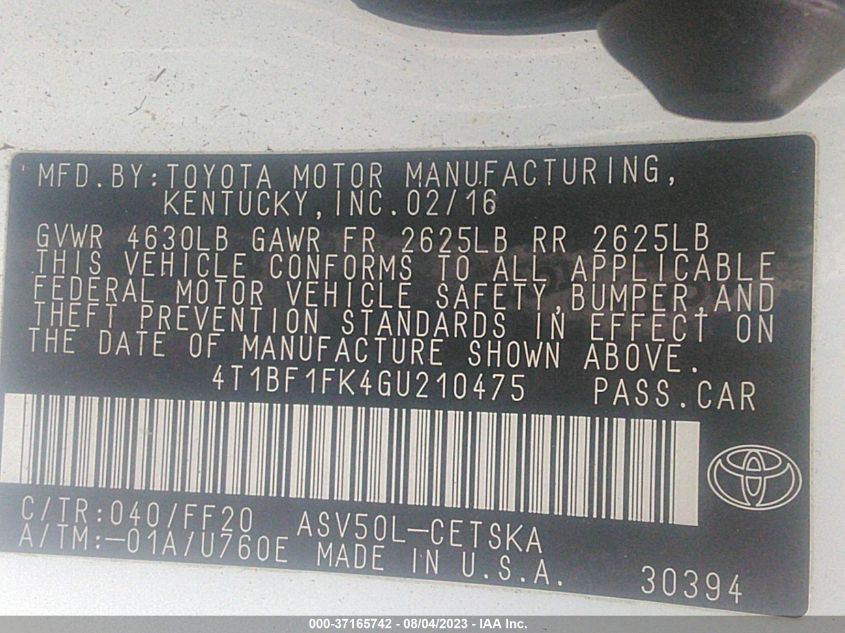 MFD.BY:TOYOTA MOTOR MANUFACTURING,
KENTUCKY,INC.02/16
GVWR 4630LB GAWR FR 2625LB RR 2625LB
THIS VEHICLE CONFORMS TO ALL APPLICABLE
FEDERAL MOTOR VEHICLE SAFETY,BUMPER,AND
THEFT PREVENTION STANDARDS IN EFFECT ON
THE DATE OF MANUFACTURE SHOWN ABOVE.
4T1BF1FK4GU210475 PASS.CAR
C/TR:040/FF20 ASV50L-CETSKA
A/TM:-01A/U760E MADE IN U.S.A. 30394
000-37165742 - 08/04/2023 - IAA Inc.